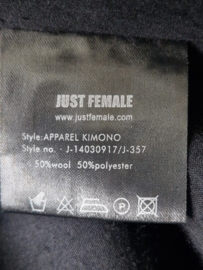 JUST FEMALE
www.justfemale.com
Style: APPAREL KIMONO
Style no. - J-14030917/J-357
50%wool 50%polyester